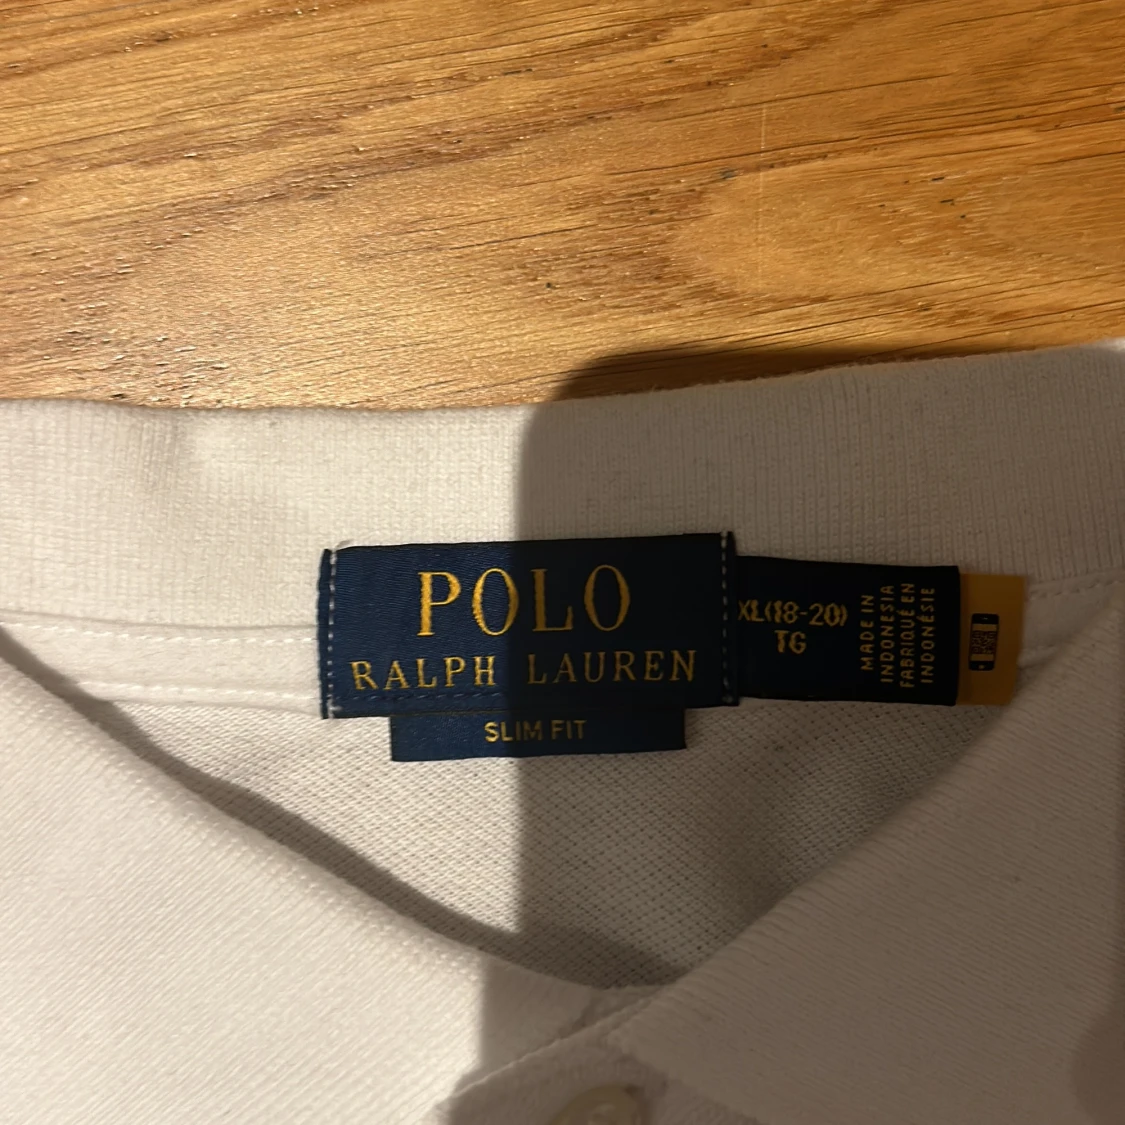 POLO
RALPH LAUREN
SLIM FIT
XL(18-20)
TG
MADE IN
INDONESIA
FABRIQUÉ EN
INDONÉSIE